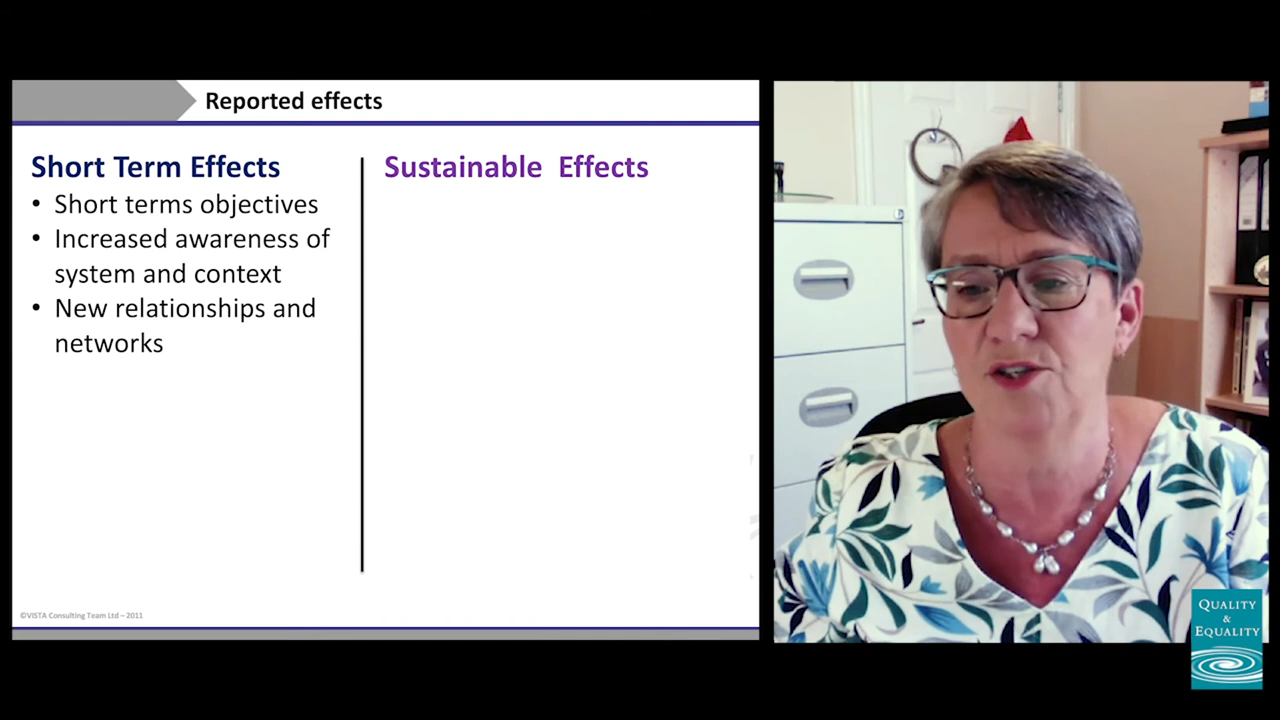 Reported effects
Short Term Effects
• Short terms objectives
• Increased awareness of
system and context
• New relationships and
networks
Sustainable Effects
©VISTA Consulting Team Ltd – 2011
QUALITY
&
EQUALITY